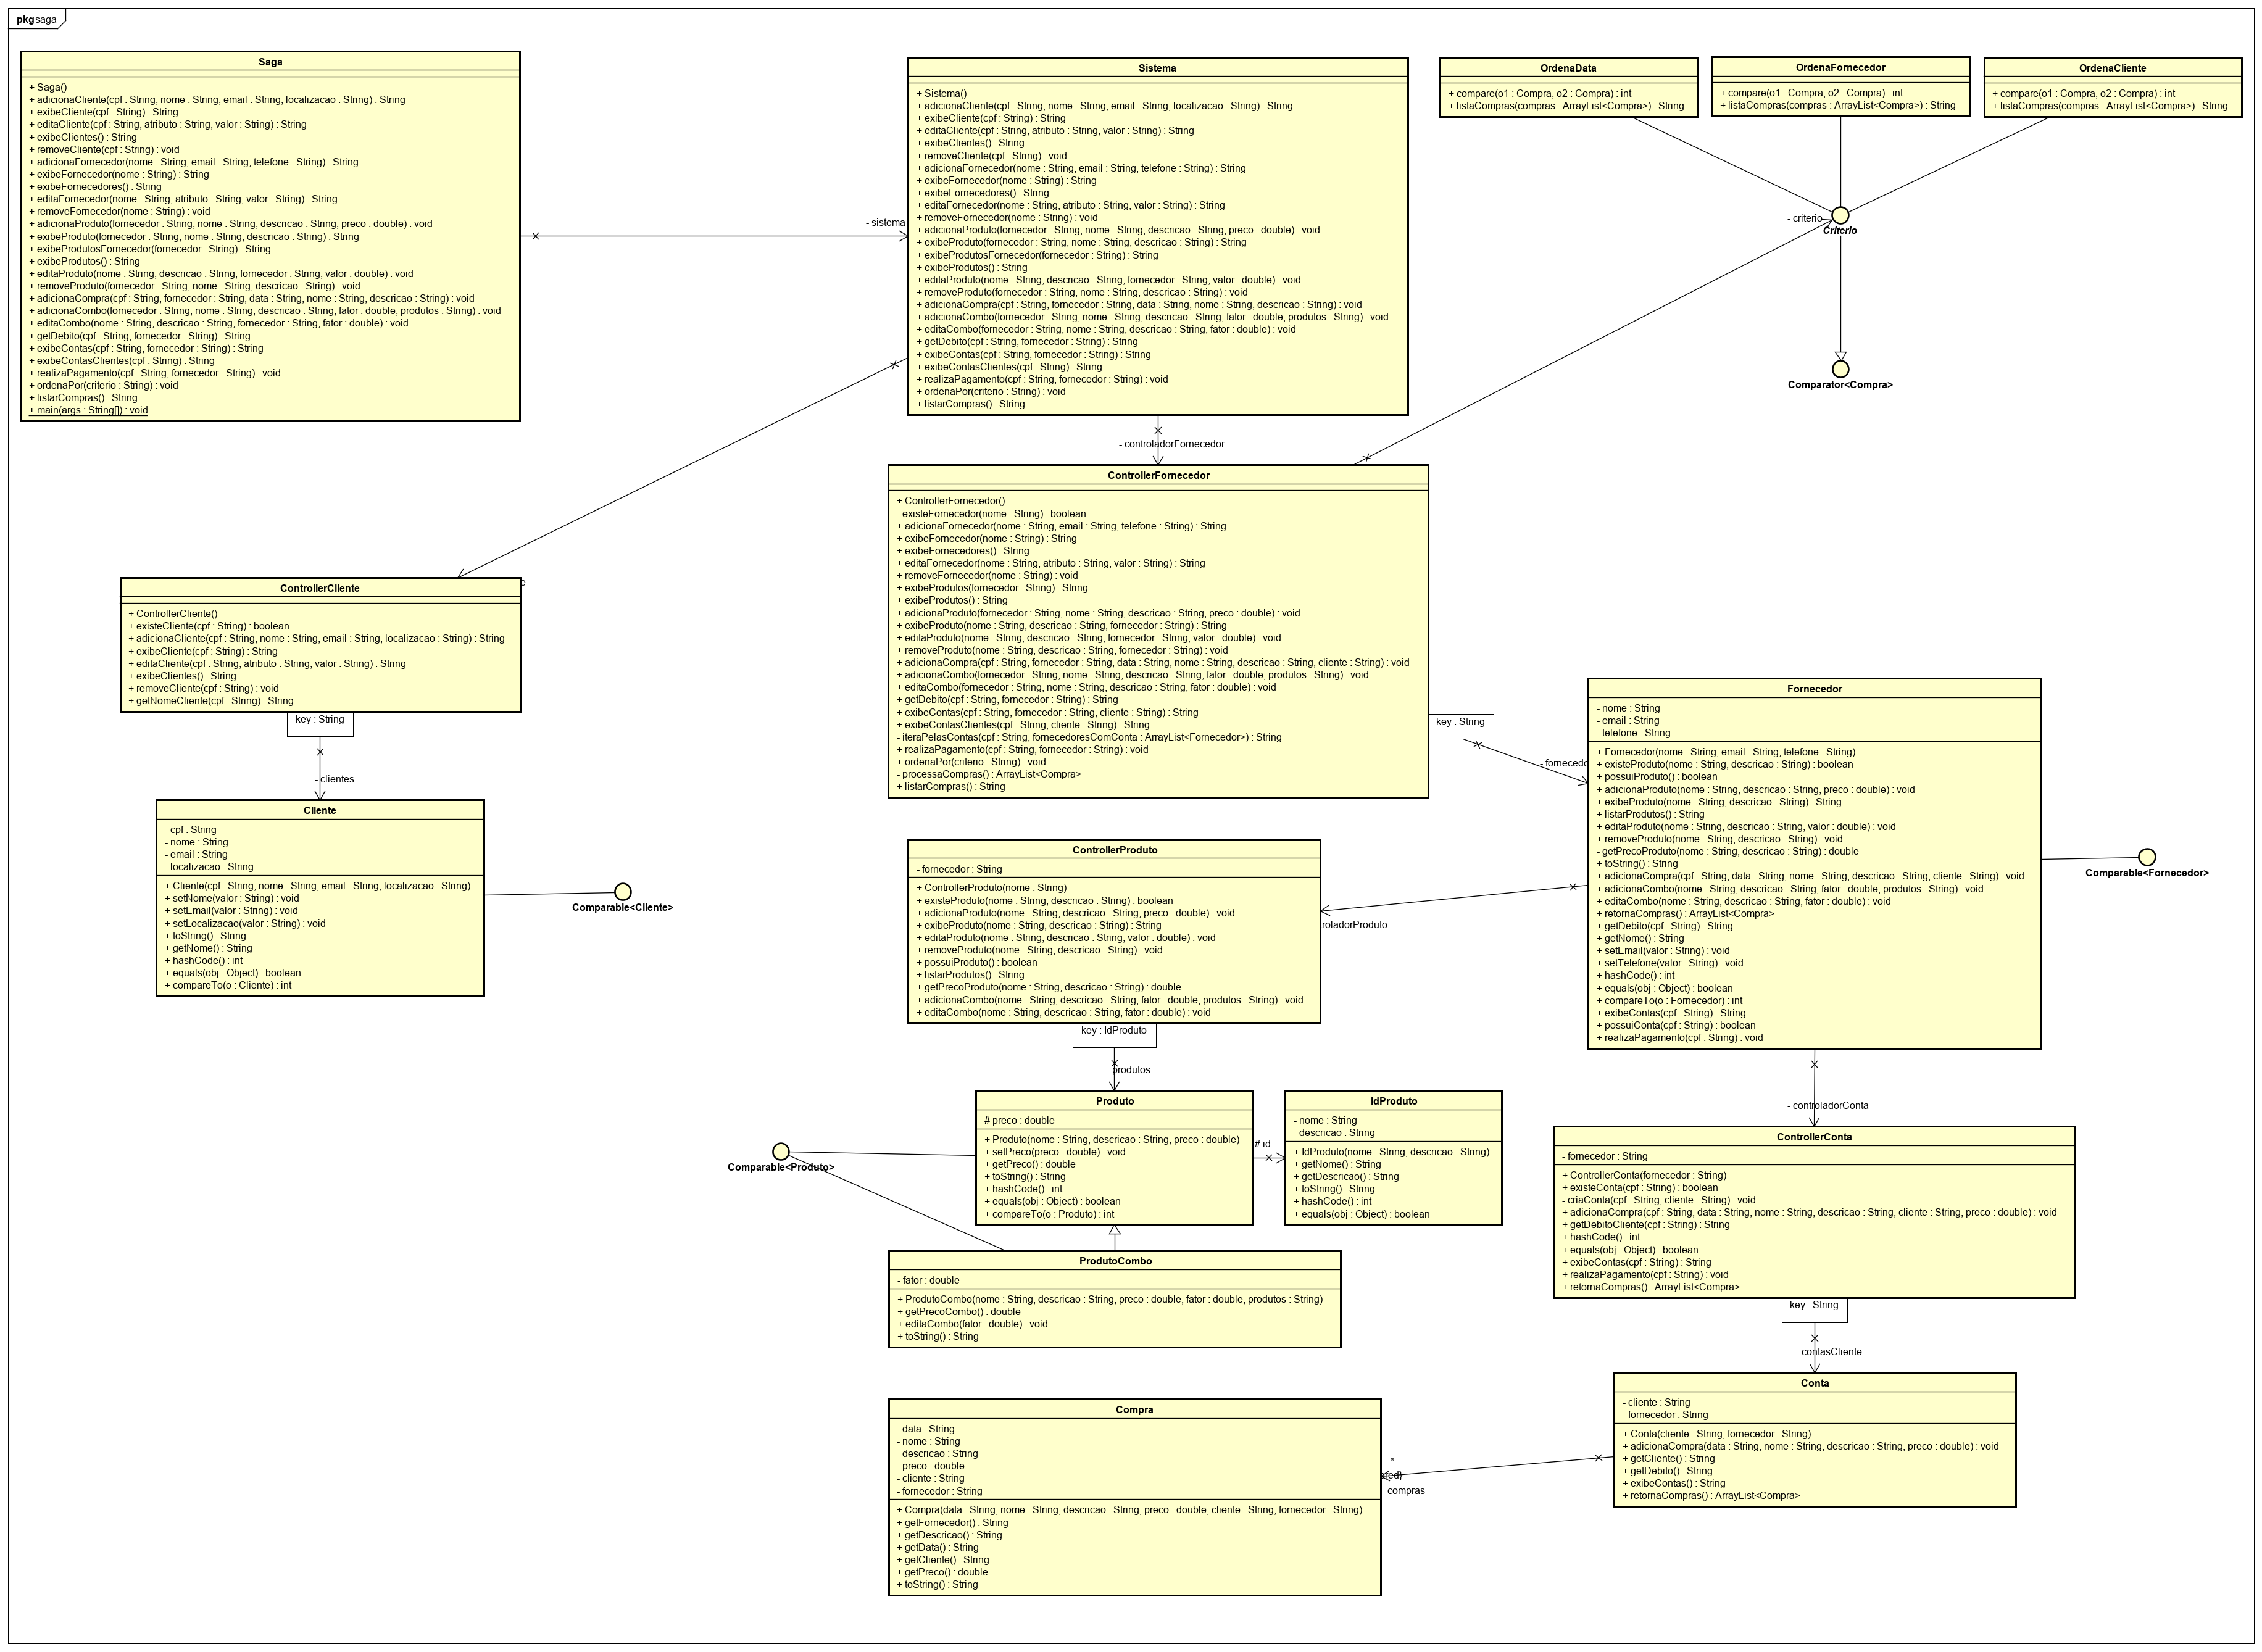 pkg saga
Saga
+ Saga()
+ adicionaCliente(cpf : String, nome : String, email : String, localizacao : String) : String
+ exibeCliente(cpf : String) : String
+ editaCliente(cpf : String, atributo : String, valor : String) : String
+ exibeClientes() : String
+ removeCliente(cpf : String) : void
+ adicionaFornecedor(nome : String, email : String, telefone : String) : String
+ exibeFornecedor(nome : String) : String
+ exibeFornecedores() : String
+ editaFornecedor(nome : String, atributo : String, valor : String) : String
+ removeFornecedor(nome : String) : void
+ adicionaProduto(fornecedor : String, nome : String, descricao : String, preco : double) : void
+ exibeProduto(fornecedor : String, nome : String, descricao : String) : String
+ exibeProdutosFornecedor(fornecedor : String) : String
+ exibeProdutos() : String
+ editaProduto(nome : String, descricao : String, fornecedor : String, valor : double) : void
+ removeProduto(fornecedor : String, nome : String, descricao : String) : void
+ adicionaCompra(cpf : String, fornecedor : String, data : String, nome : String, descricao : String) : void
+ adicionaCombo(fornecedor : String, nome : String, descricao : String, fator : double, produtos : String) : void
+ editaCombo(nome : String, descricao : String, fornecedor : String, fator : double) : void
+ getDebito(cpf : String, fornecedor : String) : String
+ exibeContas(cpf : String, fornecedor : String) : String
+ exibeContasClientes(cpf : String) : String
+ realizaPagamento(cpf : String, fornecedor : String) : void
+ ordenaPor(criterio : String) : void
+ listarCompras() : String
+ main(args : String[]) : void
- sistema
Sistema
+ Sistema()
+ adicionaCliente(cpf : String, nome : String, email : String, localizacao : String) : String
+ exibeCliente(cpf : String) : String
+ editaCliente(cpf : String, atributo : String, valor : String) : String
+ exibeClientes() : String
+ removeCliente(cpf : String) : void
+ adicionaFornecedor(nome : String, email : String, telefone : String) : String
+ exibeFornecedor(nome : String) : String
+ exibeFornecedores() : String
+ editaFornecedor(nome : String, atributo : String, valor : String) : String
+ removeFornecedor(nome : String) : void
+ adicionaProduto(fornecedor : String, nome : String, descricao : String, preco : double) : void
+ exibeProduto(fornecedor : String, nome : String, descricao : String) : String
+ exibeProdutosFornecedor(fornecedor : String) : String
+ exibeProdutos() : String
+ editaProduto(nome : String, descricao : String, fornecedor : String, valor : double) : void
+ removeProduto(fornecedor : String, nome : String, descricao : String) : void
+ adicionaCompra(cpf : String, fornecedor : String, data : String, nome : String, descricao : String) : void
+ adicionaCombo(fornecedor : String, nome : String, descricao : String, fator : double, produtos : String) : void
+ editaCombo(fornecedor : String, nome : String, descricao : String, fator : double) : void
+ getDebito(cpf : String, fornecedor : String) : String
+ exibeContas(cpf : String, fornecedor : String) : String
+ exibeContasClientes(cpf : String) : String
+ realizaPagamento(cpf : String, fornecedor : String) : void
+ ordenaPor(criterio : String) : void
+ listarCompras() : String
OrdenaData
+ compare(o1 : Compra, o2 : Compra) : int
+ listaCompras(compras : ArrayList<Compra>) : String
OrdenaFornecedor
+ compare(o1 : Compra, o2 : Compra) : int
+ listaCompras(compras : ArrayList<Compra>) : String
OrdenaCliente
+ compare(o1 : Compra, o2 : Compra) : int
+ listaCompras(compras : ArrayList<Compra>) : String
- criterio
Criterio
Comparator<Compra>
- controladorFornecedor
ControllerFornecedor
+ ControllerFornecedor()
- existeFornecedor(nome : String) : boolean
+ adicionaFornecedor(nome : String, email : String, telefone : String) : String
+ exibeFornecedor(nome : String) : String
+ exibeFornecedores() : String
+ editaFornecedor(nome : String, atributo : String, valor : String) : String
+ removeFornecedor(nome : String) : void
+ exibeProdutos(fornecedor : String) : String
+ exibeProdutos() : String
+ adicionaProduto(fornecedor : String, nome : String, descricao : String, preco : double) : void
+ exibeProduto(nome : String, descricao : String, fornecedor : String) : String
+ editaProduto(nome : String, descricao : String, fornecedor : String, valor : double) : void
+ removeProduto(nome : String, descricao : String, fornecedor : String) : void
+ adicionaCompra(cpf : String, fornecedor : String, data : String, nome : String, descricao : String, cliente : String) : void
+ adicionaCombo(fornecedor : String, nome : String, descricao : String, fator : double, produtos : String) : void
+ editaCombo(fornecedor : String, nome : String, descricao : String, fator : double) : void
+ getDebito(cpf : String, fornecedor : String) : String
+ exibeContas(cpf : String, fornecedor : String, cliente : String) : String
+ exibeContasClientes(cpf : String, cliente : String) : String
- iteraPelasContas(cpf : String, fornecedoresComConta : ArrayList<Fornecedor>) : String
+ realizaPagamento(cpf : String, fornecedor : String) : void
+ ordenaPor(criterio : String) : void
- processaCompras() : ArrayList<Compra>
+ listarCompras() : String
key : String
- fornecedo
e
ControllerCliente
+ ControllerCliente()
+ existeCliente(cpf : String) : boolean
+ adicionaCliente(cpf : String, nome : String, email : String, localizacao : String) : String
+ exibeCliente(cpf : String) : String
+ editaCliente(cpf : String, atributo : String, valor : String) : String
+ exibeClientes() : String
+ removeCliente(cpf : String) : void
+ getNomeCliente(cpf : String) : String
key : String
- clientes
Cliente
- cpf : String
- nome : String
- email : String
- localizacao : String
+ Cliente(cpf : String, nome : String, email : String, localizacao : String)
+ setNome(valor : String) : void
+ setEmail(valor : String) : void
+ setLocalizacao(valor : String) : void
+ toString() : String
+ getNome() : String
+ hashCode() : int
+ equals(obj : Object) : boolean
+ compareTo(o : Cliente) : int
Comparable<Cliente>
Fornecedor
- nome : String
- email : String
- telefone : String
+ Fornecedor(nome : String, email : String, telefone : String)
+ existeProduto(nome : String, descricao : String) : boolean
+ possuiProduto() : boolean
+ adicionaProduto(nome : String, descricao : String, preco : double) : void
+ exibeProduto(nome : String, descricao : String) : String
+ listarProdutos() : String
+ editaProduto(nome : String, descricao : String, valor : double) : void
+ removeProduto(nome : String, descricao : String) : void
- getPrecoProduto(nome : String, descricao : String) : double
+ toString() : String
+ adicionaCompra(cpf : String, data : String, nome : String, descricao : String, cliente : String) : void
+ adicionaCombo(nome : String, descricao : String, fator : double, produtos : String) : void
+ editaCombo(nome : String, descricao : String, fator : double) : void
+ retornaCompras() : ArrayList<Compra>
+ getDebito(cpf : String) : String
+ getNome() : String
+ setEmail(valor : String) : void
+ setTelefone(valor : String) : void
+ hashCode() : int
+ equals(obj : Object) : boolean
+ compareTo(o : Fornecedor) : int
+ exibeContas(cpf : String) : String
+ possuiConta(cpf : String) : boolean
+ realizaPagamento(cpf : String) : void
Comparable<Fornecedor>
ControllerProduto
- fornecedor : String
+ ControllerProduto(nome : String)
+ existeProduto(nome : String, descricao : String) : boolean
+ adicionaProduto(nome : String, descricao : String, preco : double) : void
+ exibeProduto(nome : String, descricao : String) : String
+ editaProduto(nome : String, descricao : String, valor : double) : void
+ removeProduto(nome : String, descricao : String) : void
+ possuiProduto() : boolean
+ listarProdutos() : String
+ getPrecoProduto(nome : String, descricao : String) : double
+ adicionaCombo(nome : String, descricao : String, fator : double, produtos : String) : void
+ editaCombo(nome : String, descricao : String, fator : double) : void
troladorProduto
key : IdProduto
- produtos
Produto
# preco : double
+ Produto(nome : String, descricao : String, preco : double)
+ setPreco(preco : double) : void
+ getPreco() : double
+ toString() : String
+ hashCode() : int
+ equals(obj : Object) : boolean
+ compareTo(o : Produto) : int
# id
IdProduto
- nome : String
- descricao : String
+ IdProduto(nome : String, descricao : String)
+ getNome() : String
+ getDescricao() : String
+ toString() : String
+ hashCode() : int
+ equals(obj : Object) : boolean
Comparable<Produto>
ProdutoCombo
- fator : double
+ ProdutoCombo(nome : String, descricao : String, preco : double, fator : double, produtos : String)
+ getPrecoCombo() : double
+ editaCombo(fator : double) : void
+ toString() : String
- controladorConta
ControllerConta
- fornecedor : String
+ ControllerConta(fornecedor : String)
+ existeConta(cpf : String) : boolean
- criaConta(cpf : String, cliente : String) : void
+ adicionaCompra(cpf : String, data : String, nome : String, descricao : String, cliente : String, preco : double) : void
+ getDebitoCliente(cpf : String) : String
+ hashCode() : int
+ equals(obj : Object) : boolean
+ exibeContas(cpf : String) : String
+ realizaPagamento(cpf : String) : void
+ retornaCompras() : ArrayList<Compra>
key : String
- contasCliente
Conta
- cliente : String
- fornecedor : String
+ Conta(cliente : String, fornecedor : String)
+ adicionaCompra(data : String, nome : String, descricao : String, preco : double) : void
+ getCliente() : String
+ getDebito() : String
+ exibeContas() : String
+ retornaCompras() : ArrayList<Compra>
*
- compras
Compra
- data : String
- nome : String
- descricao : String
- preco : double
- cliente : String
- fornecedor : String
+ Compra(data : String, nome : String, descricao : String, preco : double, cliente : String, fornecedor : String)
+ getFornecedor() : String
+ getDescricao() : String
+ getData() : String
+ getCliente() : String
+ getPreco() : double
+ toString() : String